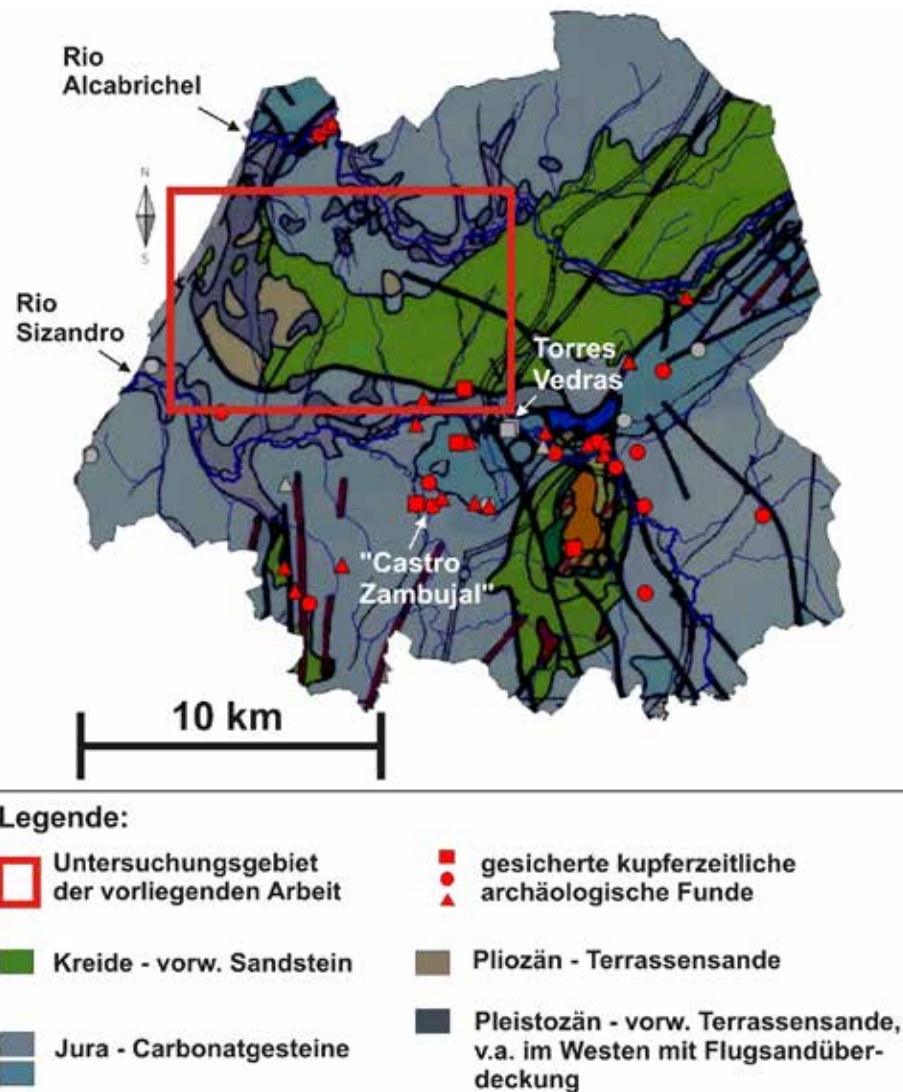 Rio
Alcabrichel
N
S
Rio
Sizandro
Torres
Vedras
"Castro
Zambujal"
10 km
Legende:
Untersuchungsgebiet
der vorliegenden Arbeit
gesicherte kupferzeitliche
archäologische Funde
Kreide - vorw. Sandstein
Pliozän - Terrassensande
Jura - Carbonatgesteine
Pleistozän - vorw. Terrassensande,
v.a. im Westen mit Flugsandüber-
deckung